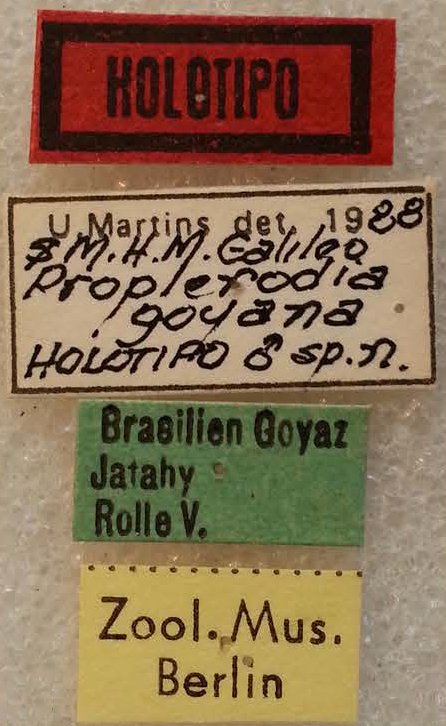 HOLOTIPO
U. Martins det. 1988
& M.H.M. Galileo
Proplerodia
goyana
HOLOTIPO ♂ sp.n.
Brasilien Goyaz
Jatahy
Rolle V.
Zool. Mus.
Berlin